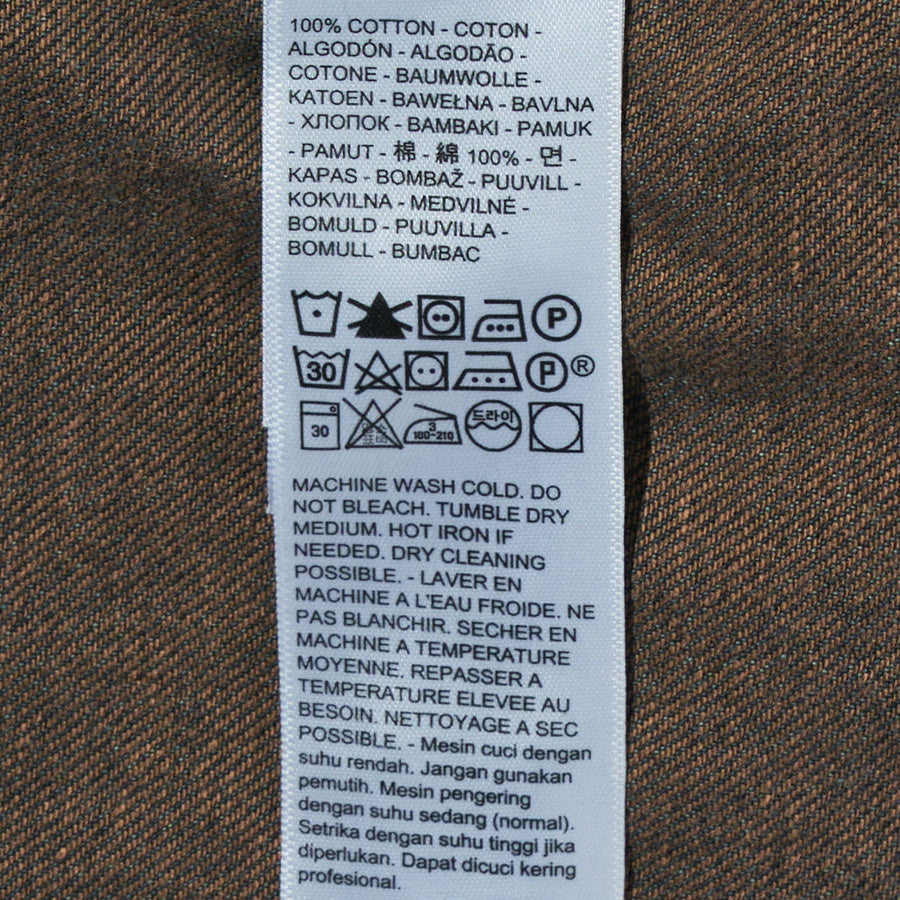 100% COTTON - COTON -
ALGODÓN - ALGODÃO -
COTONE - BAUMWOLLE -
KATOEN - BAWEŁNA - BAVLNA
- ХЛОПОК - BAMBAKI - PAMUK
- PAMUT - 棉 - 綿 100% - 면 -
KAPAS - BOMBAŽ - PUUVILL -
KOKVILNA - MEDVILNĖ -
BOMULD - PUUVILLA -
BOMULL - BUMBAC
P
30 P ®
30 3 100~210 드라이
MACHINE WASH COLD. DO
NOT BLEACH. TUMBLE DRY
MEDIUM. HOT IRON IF
NEEDED. DRY CLEANING
POSSIBLE. - LAVER EN
MACHINE A L'EAU FROIDE. NE
PAS BLANCHIR. SECHER EN
MACHINE A TEMPERATURE
MOYENNE. REPASSER A
TEMPERATURE ELEVEE AU
BESOIN. NETTOYAGE A SEC
POSSIBLE. - Mesin cuci dengan
suhu rendah. Jangan gunakan
pemutih. Mesin pengering
dengan suhu sedang (normal).
Setrika dengan suhu tinggi jika
diperlukan. Dapat dicuci kering
profesional.